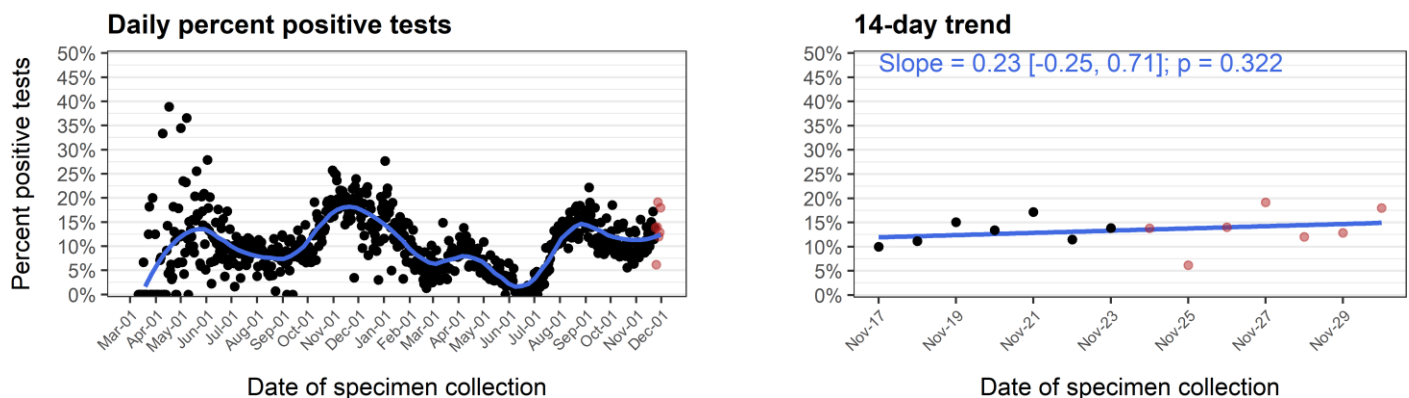 Daily percent positive tests
Percent positive tests
50%
45%
40%
35%
30%
25%
20%
15%
10%
5%
0%
Mar-01
Apr-01
May-01
Jun-01
Jul-01
Aug-01
Sep-01
Oct-01
Nov-01
Dec-01
Jan-01
Feb-01
Mar-01
Apr-01
May-01
Jun-01
Jul-01
Aug-01
Sep-01
Oct-01
Nov-01
Dec-01
Date of specimen collection
14-day trend
Slope = 0.23 [-0.25, 0.71]; p = 0.322
50%
45%
40%
35%
30%
25%
20%
15%
10%
5%
0%
Nov-17
Nov-19
Nov-21
Nov-23
Nov-25
Nov-27
Nov-29
Date of specimen collection